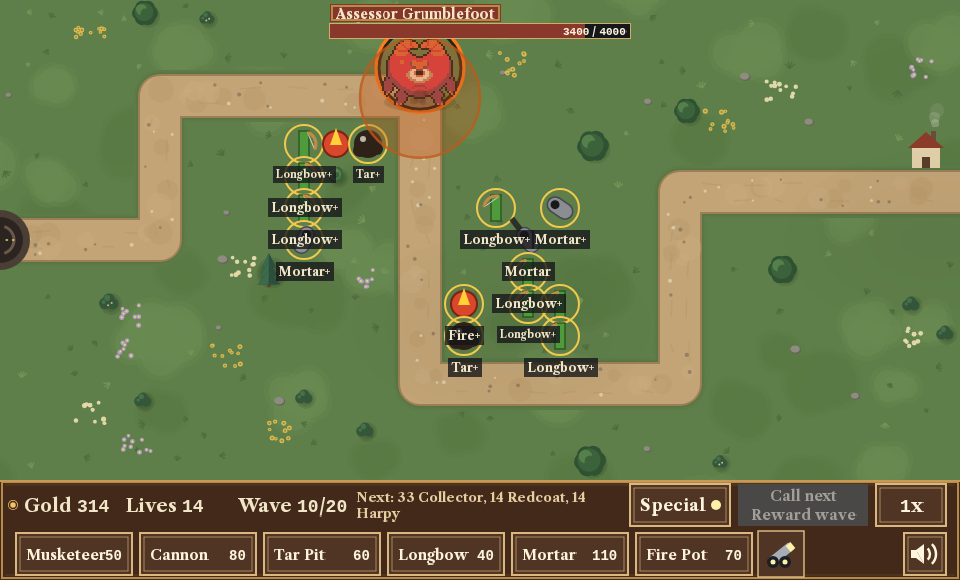 Assessor Grumblefoot
3400 / 4000
Longbow+
Tar+
Longbow+
Longbow+
Mortar+
Longbow+
Mortar+
Mortar
Longbow+
Fire+
Longbow+
Tar+
Longbow+
Gold 314 Lives 14 Wave 10/20
Next: 33 Collector, 14 Redcoat, 14
Harpy
Special
Call next
Reward wave
1x
Musketeer 50
Cannon 80
Tar Pit 60
Longbow 40
Mortar 110
Fire Pot 70